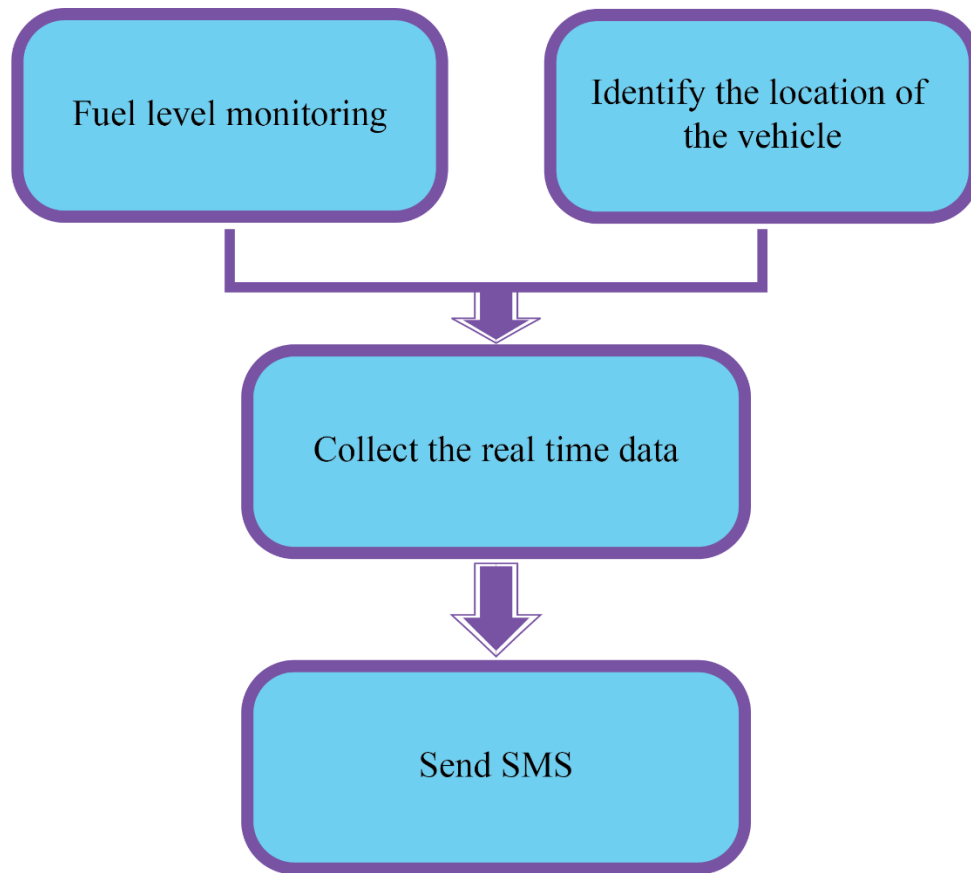 Fuel level monitoring
Identify the location of
the vehicle
Collect the real time data
Send SMS